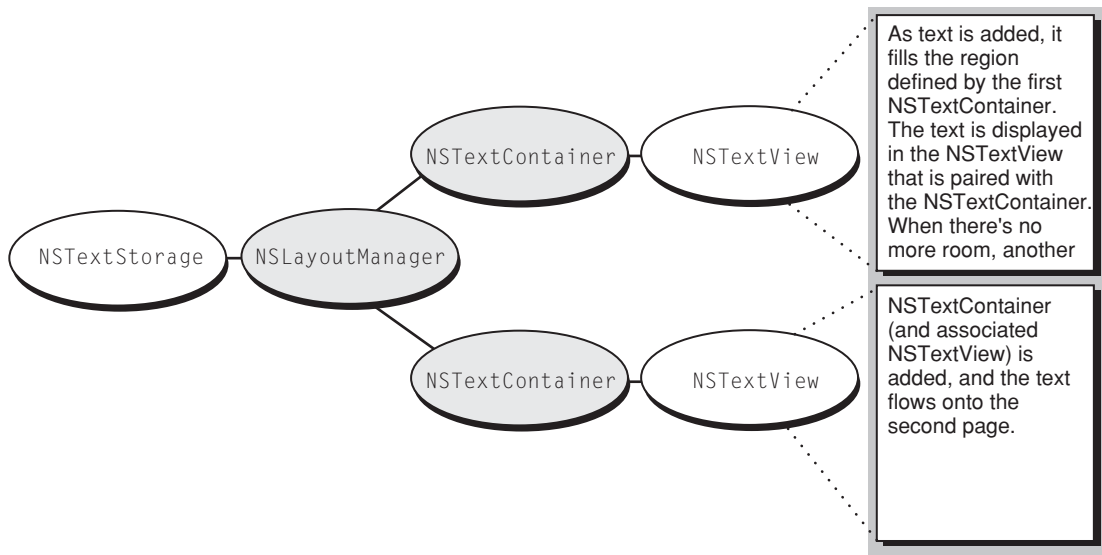 NSTextStorage
NSLayoutManager
NSTextContainer
NSTextView
As text is added, it
fills the region
defined by the first
NSTextContainer.
The text is displayed
in the NSTextView
that is paired with
the NSTextContainer.
When there's no
more room, another
NSTextContainer
NSTextView
NSTextContainer
(and associated
NSTextView) is
added, and the text
flows onto the
second page.